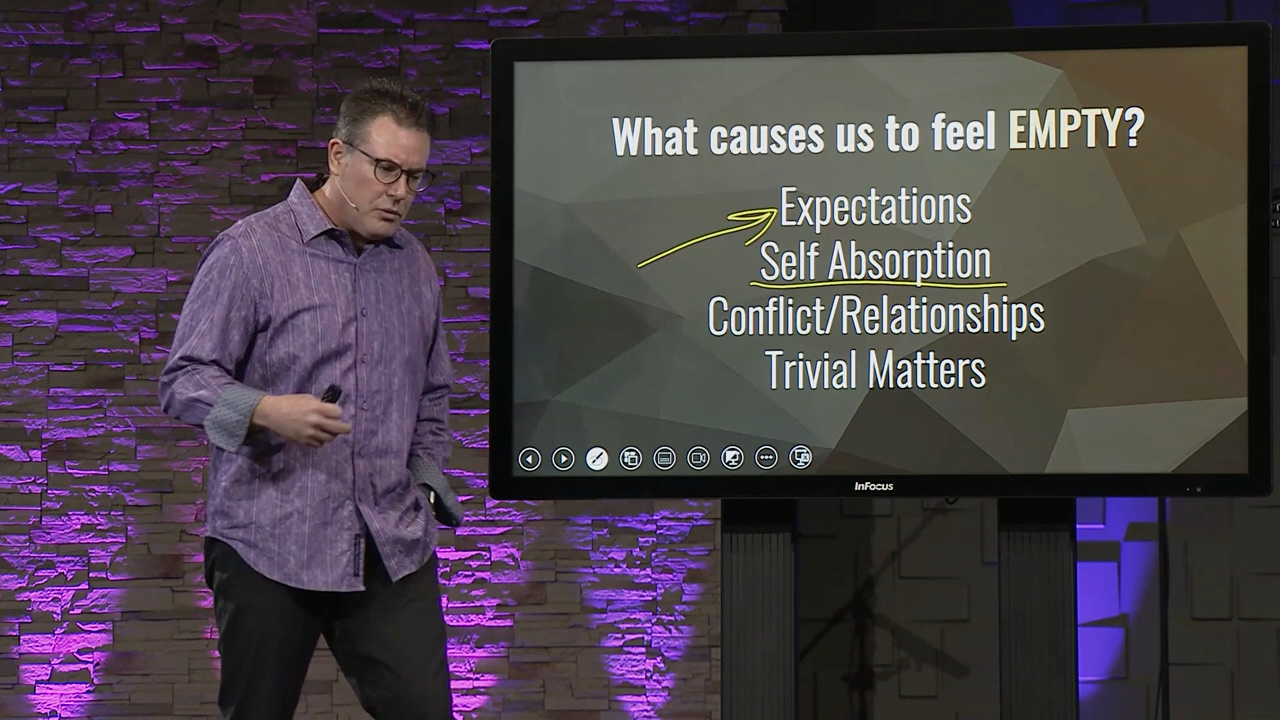 What causes us to feel EMPTY?
Expectations
Self Absorption
Conflict/Relationships
Trivial Matters
InFocus